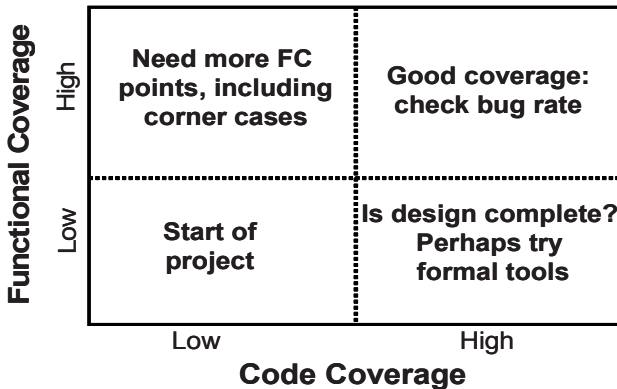 Functional Coverage
High
Low
Need more FC
points, including
corner cases
Good coverage:
check bug rate
Start of
project
Is design complete?
Perhaps try
formal tools
Low
High
Code Coverage